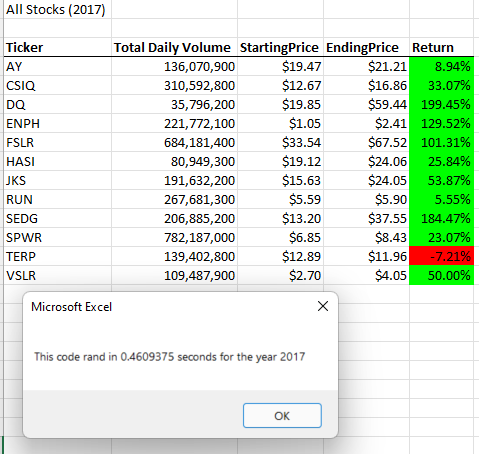 All Stocks (2017)
Ticker Total Daily Volume StartingPrice EndingPrice Return
AY 136,070,900 $19.47 $21.21 8.94%
CSIQ 310,592,800 $12.67 $16.86 33.07%
DQ 35,796,200 $19.85 $59.44 199.45%
ENPH 221,772,100 $1.05 $2.41 129.52%
FSLR 684,181,400 $33.54 $67.52 101.31%
HASI 80,949,300 $19.12 $24.06 25.84%
JKS 191,632,200 $15.63 $24.05 53.87%
RUN 267,681,300 $5.59 $5.90 5.55%
SEDG 206,885,200 $13.20 $37.55 184.47%
SPWR 782,187,000 $6.85 $8.43 23.07%
TERP 139,402,800 $12.89 $11.96 -7.21%
VSLR 109,487,900 $2.70 $4.05 50.00%
Microsoft Excel
This code rand in 0.4609375 seconds for the year 2017
OK